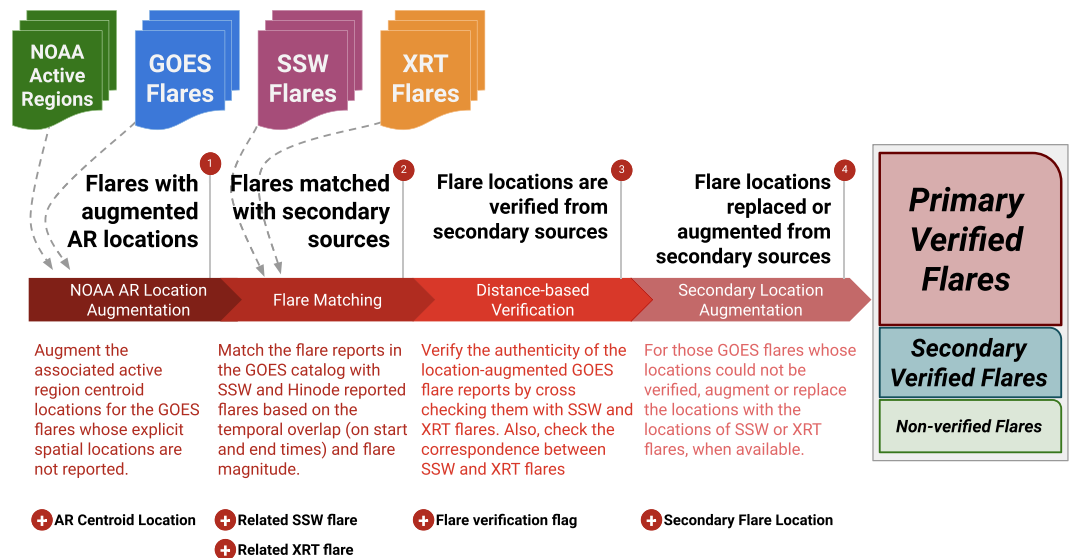 NOAA
Active
Regions
GOES
Flares
SSW
Flares
XRT
Flares
1
Flares with
augmented
AR locations
2
Flares matched
with secondary
sources
3
Flare locations are
verified from
secondary sources
4
Flare locations
replaced or
augmented from
secondary sources
NOAA AR Location
Augmentation
Flare Matching
Distance-based
Verification
Secondary Location
Augmentation
Augment the
associated active
region centroid
locations for the GOES
flares whose explicit
spatial locations are
not reported.
Match the flare reports in
the GOES catalog with
SSW and Hinode reported
flares based on the
temporal overlap (on start
and end times) and flare
magnitude.
Verify the authenticity of the
location-augmented GOES
flare reports by cross
checking them with SSW and
XRT flares. Also, check the
correspondence between
SSW and XRT flares
For those GOES flares whose
locations could not be
verified, augment or replace
the locations with the
locations of SSW or XRT
flares, when available.
+ AR Centroid Location
+ Related SSW flare
+ Related XRT flare
+ Flare verification flag
+ Secondary Flare Location
Primary
Verified
Flares
Secondary
Verified Flares
Non-verified Flares